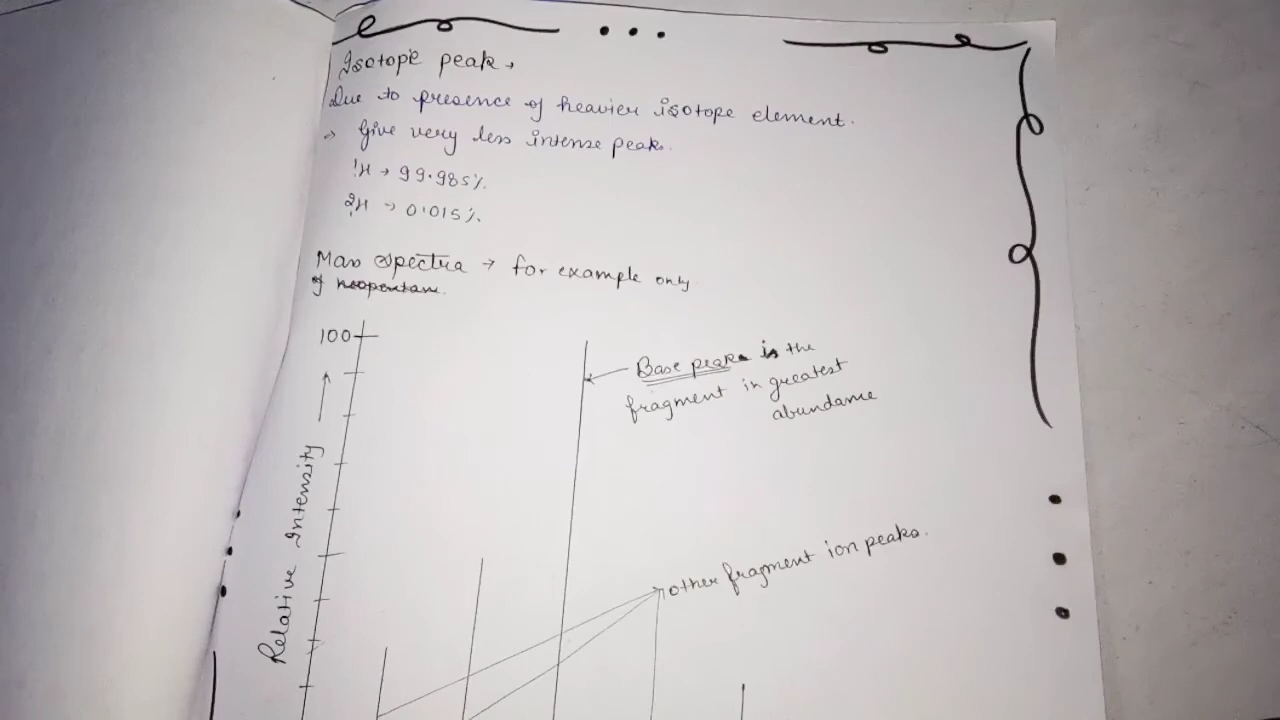 Isotope peak →
Due to presence of heavier isotope element.
→ Give very less intense peak.
¹H → 99.985%
²H → 0.015%
Mass spectra → for example only
of neopentane.
100
Base peak is the
fragment in greatest
abundance
Relative Intensity →
other fragment ion peaks.